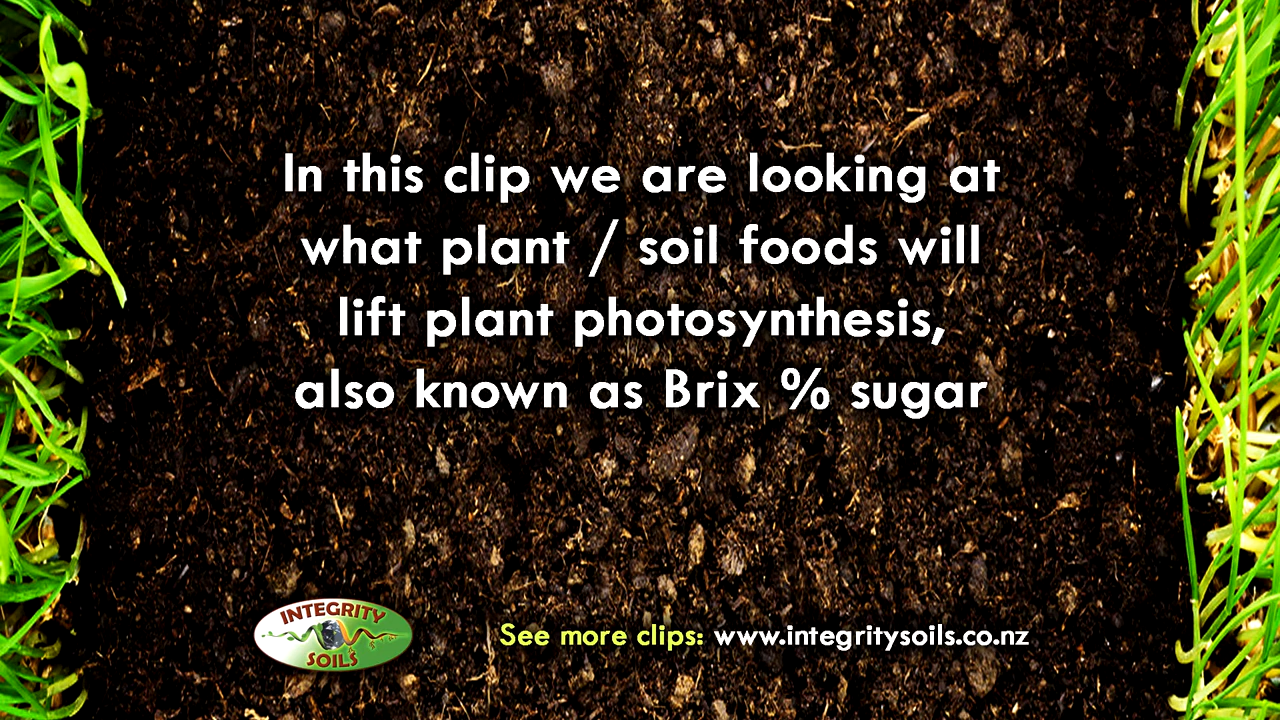 In this clip we are looking at
what plant / soil foods will
lift plant photosynthesis,
also known as Brix % sugar
INTEGRITY
SOILS
See more clips: www.integritysoils.co.nz